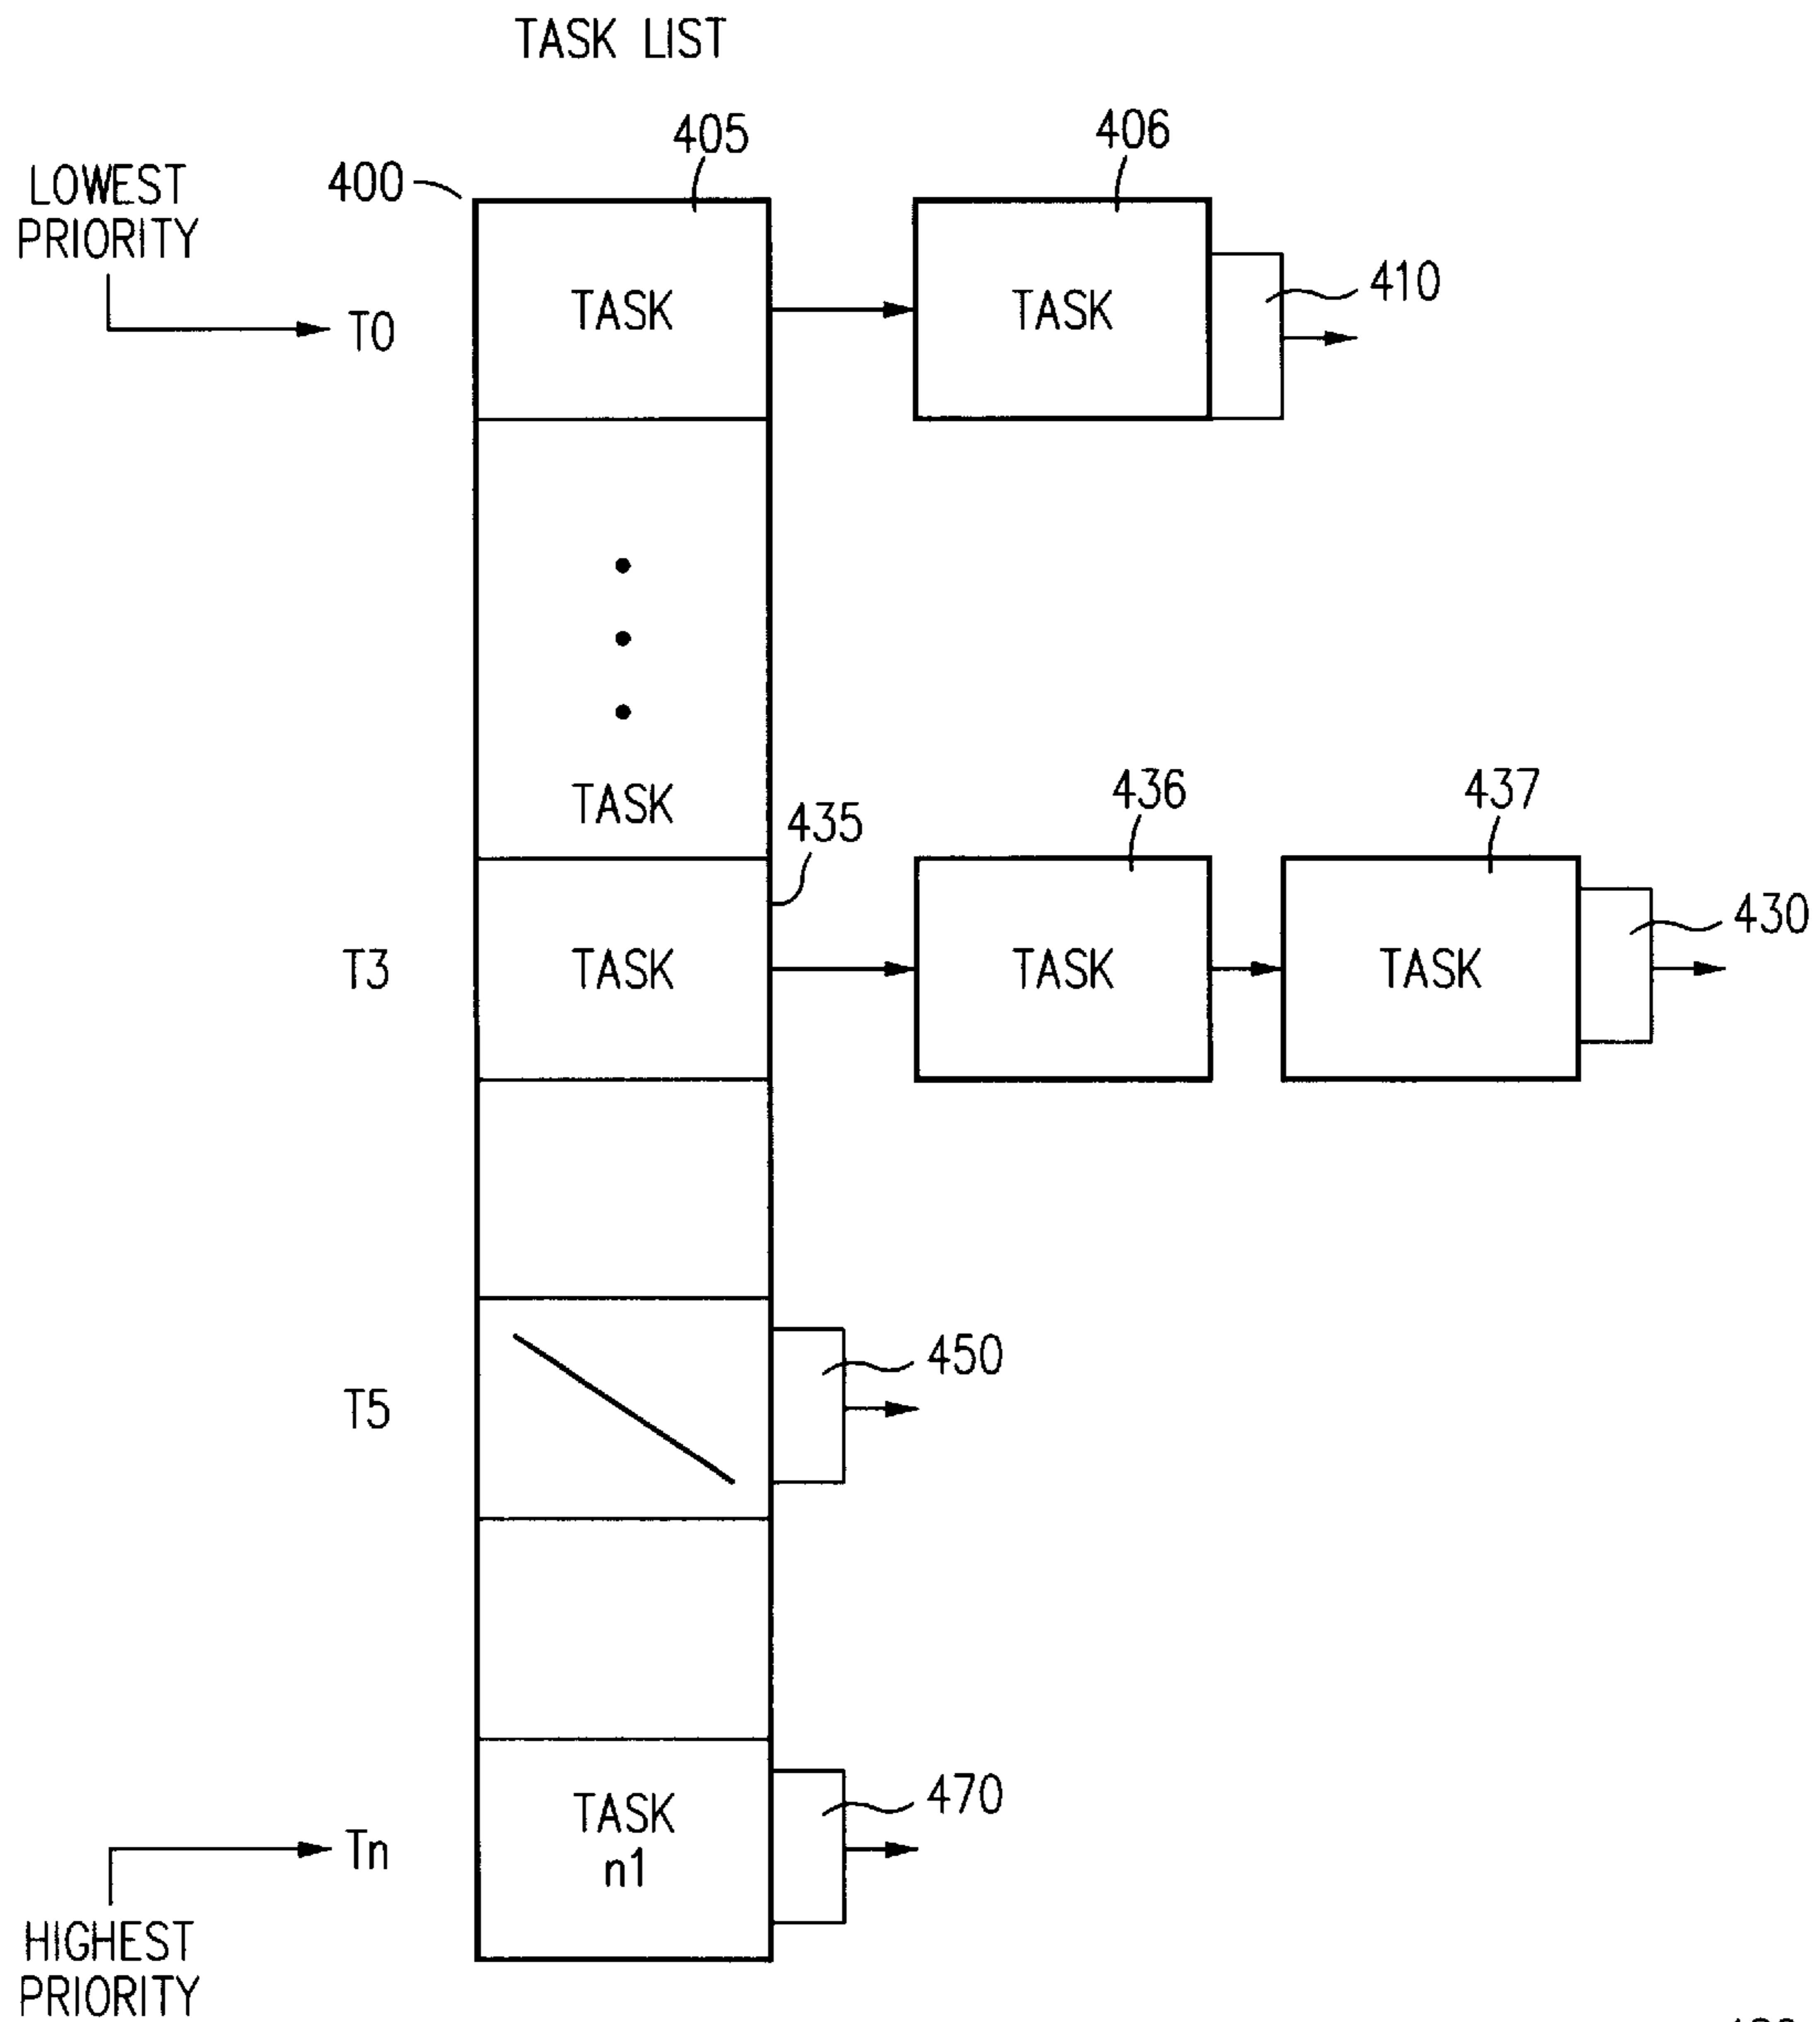 TASK LIST
405
406
LOWEST
PRIORITY
400
410
TASK
TASK
T0
TASK
435
436
437
430
T3
TASK
TASK
TASK
450
T5
470
TASK
n1
Tn
HIGHEST
PRIORITY